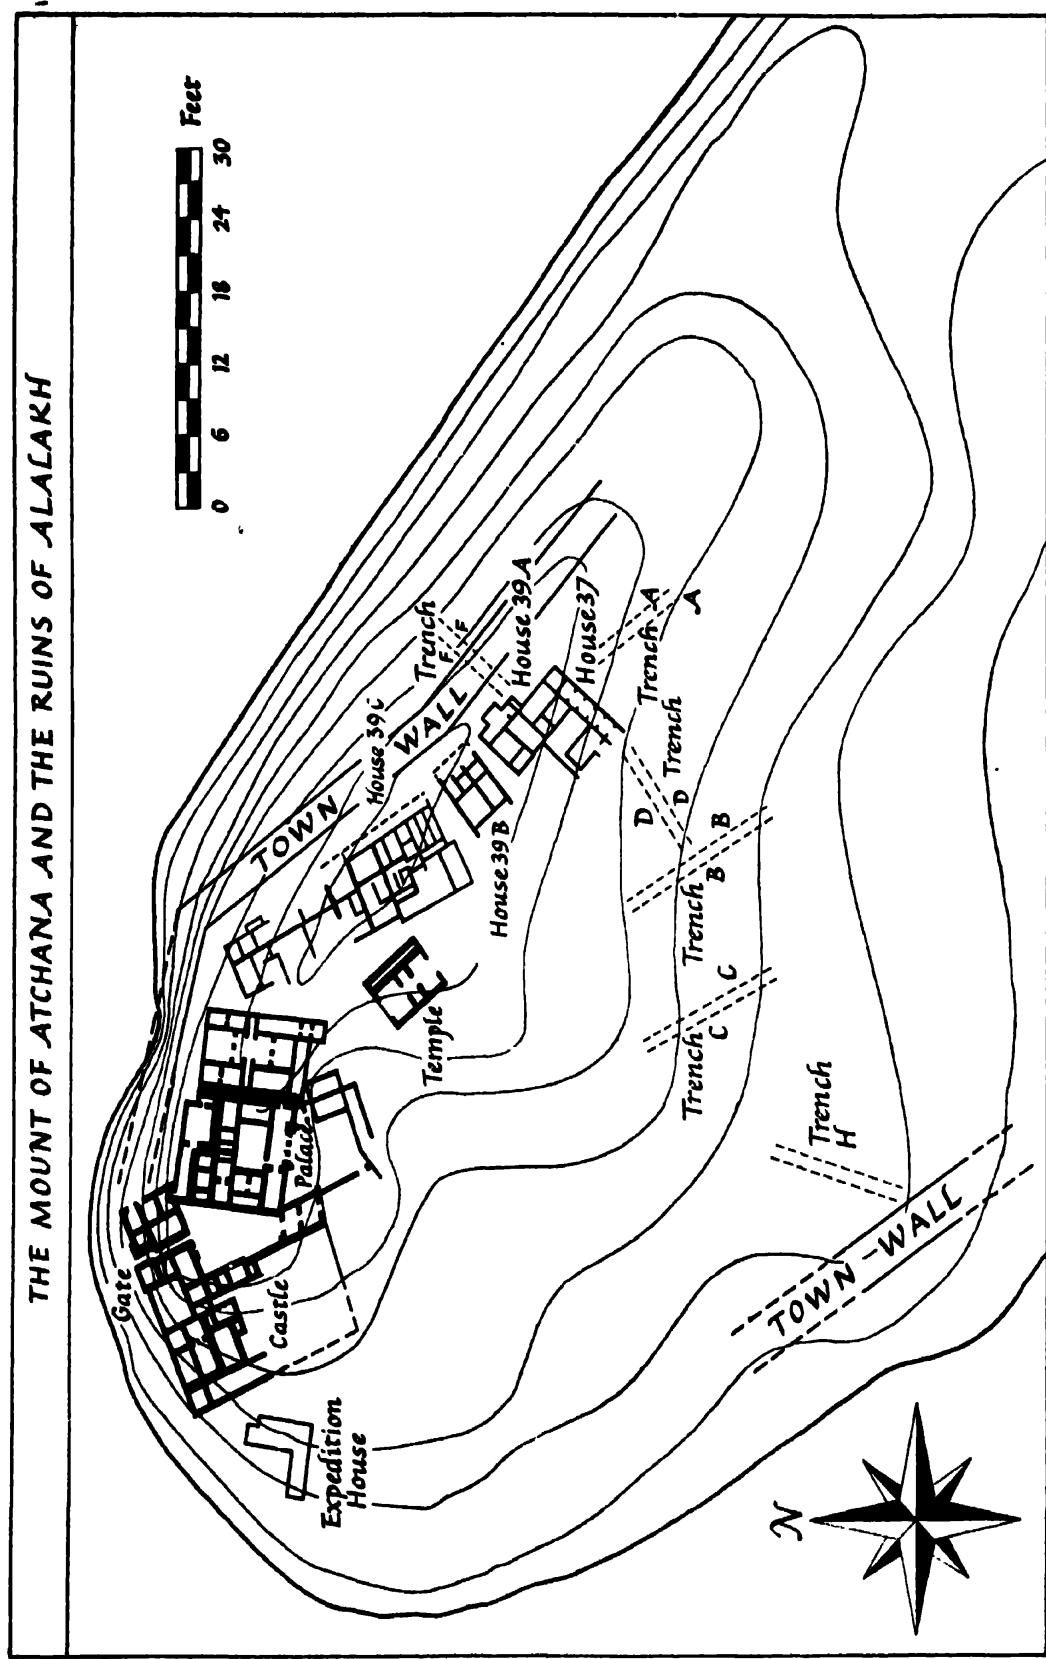 THE MOUNT OF ATCHANA AND THE RUINS OF ALALAKH
0 6 12 18 24 30 Feet
Gate
Castle
Expedition
House
Palace
Temple
TOWN WALL
House 39C
House 39B
House 39A
House 37
Trench
F F
Trench A
A
Trench
D D
Trench B B
Trench C C
Trench
H
TOWN-WALL
N